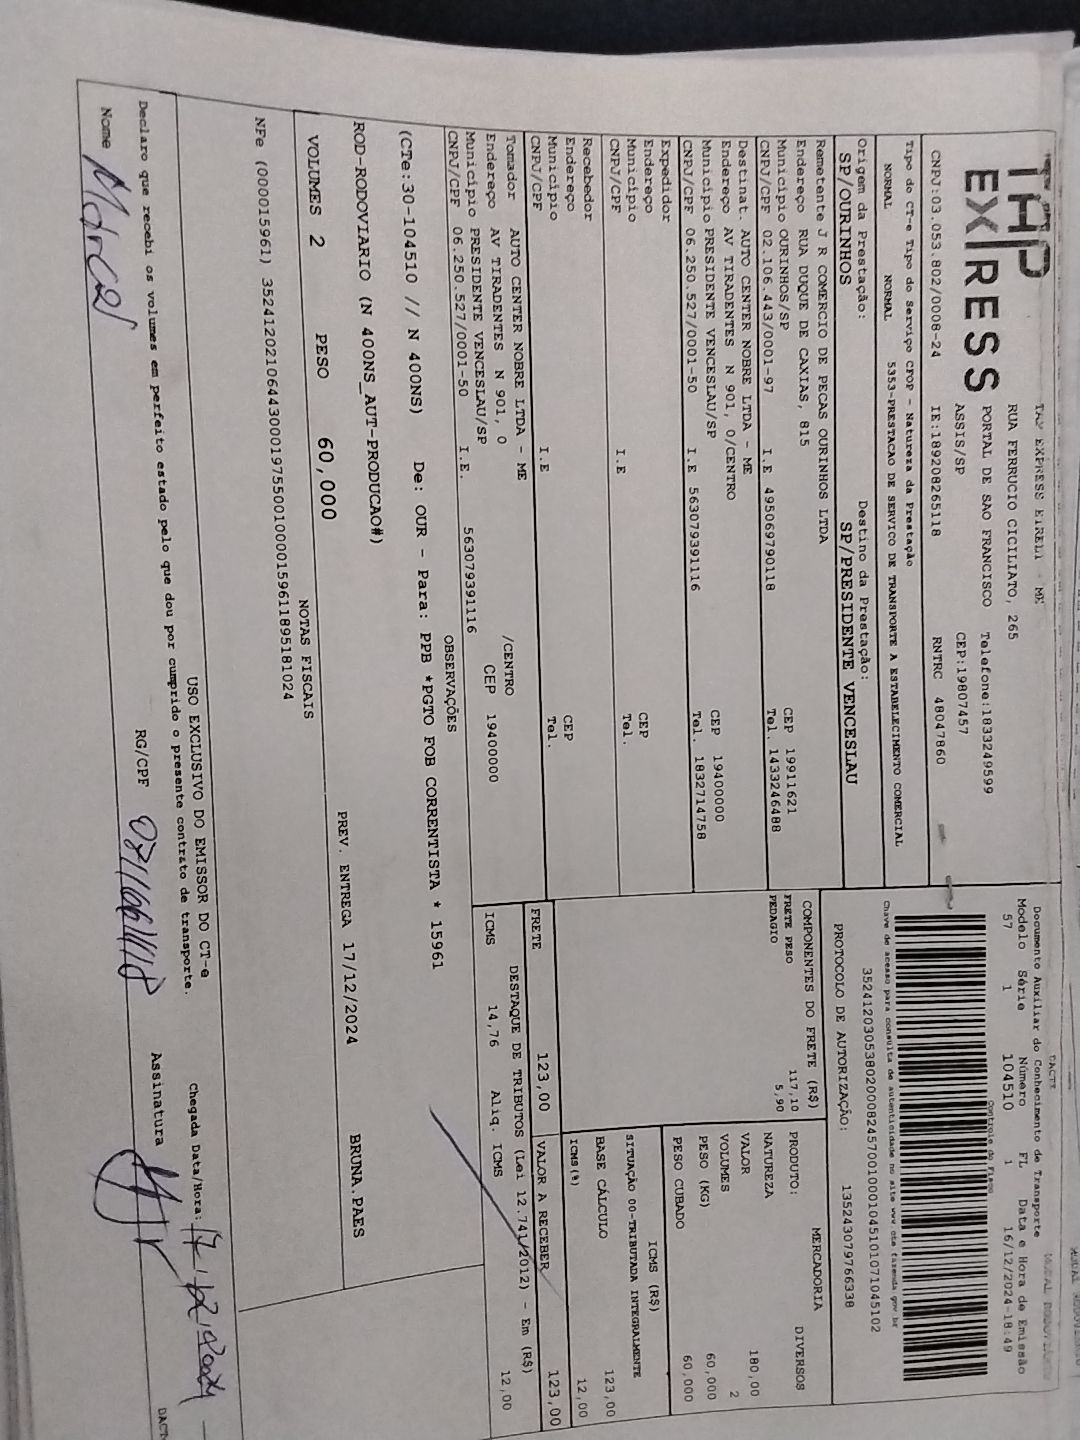 TAP EXPRESS EIRELI - ME
RUA FERRUCIO CICILIATO, 265
PORTAL DE SAO FRANCISCO Telefone:1833249599
ASSIS/SP CEP:19807457
CNPJ:03.053.802/0008-24 IE:189208265118 RNTRC 48047860
EXPRESS
Tipo do CT-e Tipo do Serviço CFOP - Natureza da Prestação
NORMAL NORMAL 5353-PRESTACAO DE SERVICO DE TRANSPORTE A ESTABELECIMENTO COMERCIAL
Origem da Prestação: Destino da Prestação:
SP/OURINHOS SP/PRESIDENTE VENCESLAU
Remetente J R COMERCIO DE PECAS OURINHOS LTDA
Endereço RUA DUQUE DE CAXIAS, 815
Município OURINHOS/SP CEP 19911621
CNPJ/CPF 02.106.443/0001-97 I.E 495069790118 Tel. 1433246488
Destinat. AUTO CENTER NOBRE LTDA - ME
Endereço AV TIRADENTES N 901, 0/CENTRO
Município PRESIDENTE VENCESLAU/SP CEP 19400000
CNPJ/CPF 06.250.527/0001-50 I.E 563079391116 Tel. 18332714758
Expedidor
Endereço
Município CEP
CNPJ/CPF I.E Tel.
Recebedor
Endereço
Município CEP
CNPJ/CPF I.E Tel.
Tomador AUTO CENTER NOBRE LTDA - ME
Endereço AV TIRADENTES N 901, 0 /CENTRO
Município PRESIDENTE VENCESLAU/SP CEP 19400000
CNPJ/CPF 06.250.527/0001-50 I.E. 563079391116
OBSERVAÇÕES
(CTe:30-104510 // N 400NS) De: OUR - Para: PPB *PGTO FOB CORRENTISTA * 15961
ROD-RODOVIARIO (N 400NS_AUT-PRODUCAO#)
VOLUMES 2 PESO 60,000 PREV. ENTREGA 17/12/2024 BRUNA.PAES
NOTAS FISCAIS
NFe (000015961) 35241202106443000197550010000159611895181024
USO EXCLUSIVO DO EMISSOR DO CT-e
Declaro que recebi os volumes em perfeito estado pelo que dou por cumprido o presente contrato de transporte.
Chegada Data/Hora: 17.12.2024
Nome RG/CPF Assinatura
DACTE
Documento Auxiliar do Conhecimento de Transporte
Modelo Série Número FL Data e Hora de Emissão
57 1 104510 1 16/12/2024-18:49
Controle do Fisco
Chave de acesso para consulta de autenticidade no site www.cte.fazenda.gov.br
35241203053802000824570010001045101071045102
PROTOCOLO DE AUTORIZAÇÃO: 135243079766338
COMPONENTES DO FRETE (R$)
FRETE PESO 117,10
PEDAGIO 5,90
PRODUTO: MERCADORIA
NATUREZA DIVERSOS
VALOR 180,00
VOLUMES 2
PESO (KG) 60,000
PESO CUBADO 60,000
ICMS (R$)
SITUAÇÃO 00-TRIBUTADA INTEGRALMENTE
BASE CÁLCULO 123,00
ICMS(%) 12,00
FRETE 123,00 VALOR A RECEBER 123,00
DESTAQUE DE TRIBUTOS (Lei 12.741/2012) - Em (R$)
ICMS 14,76 Aliq. ICMS 12,00